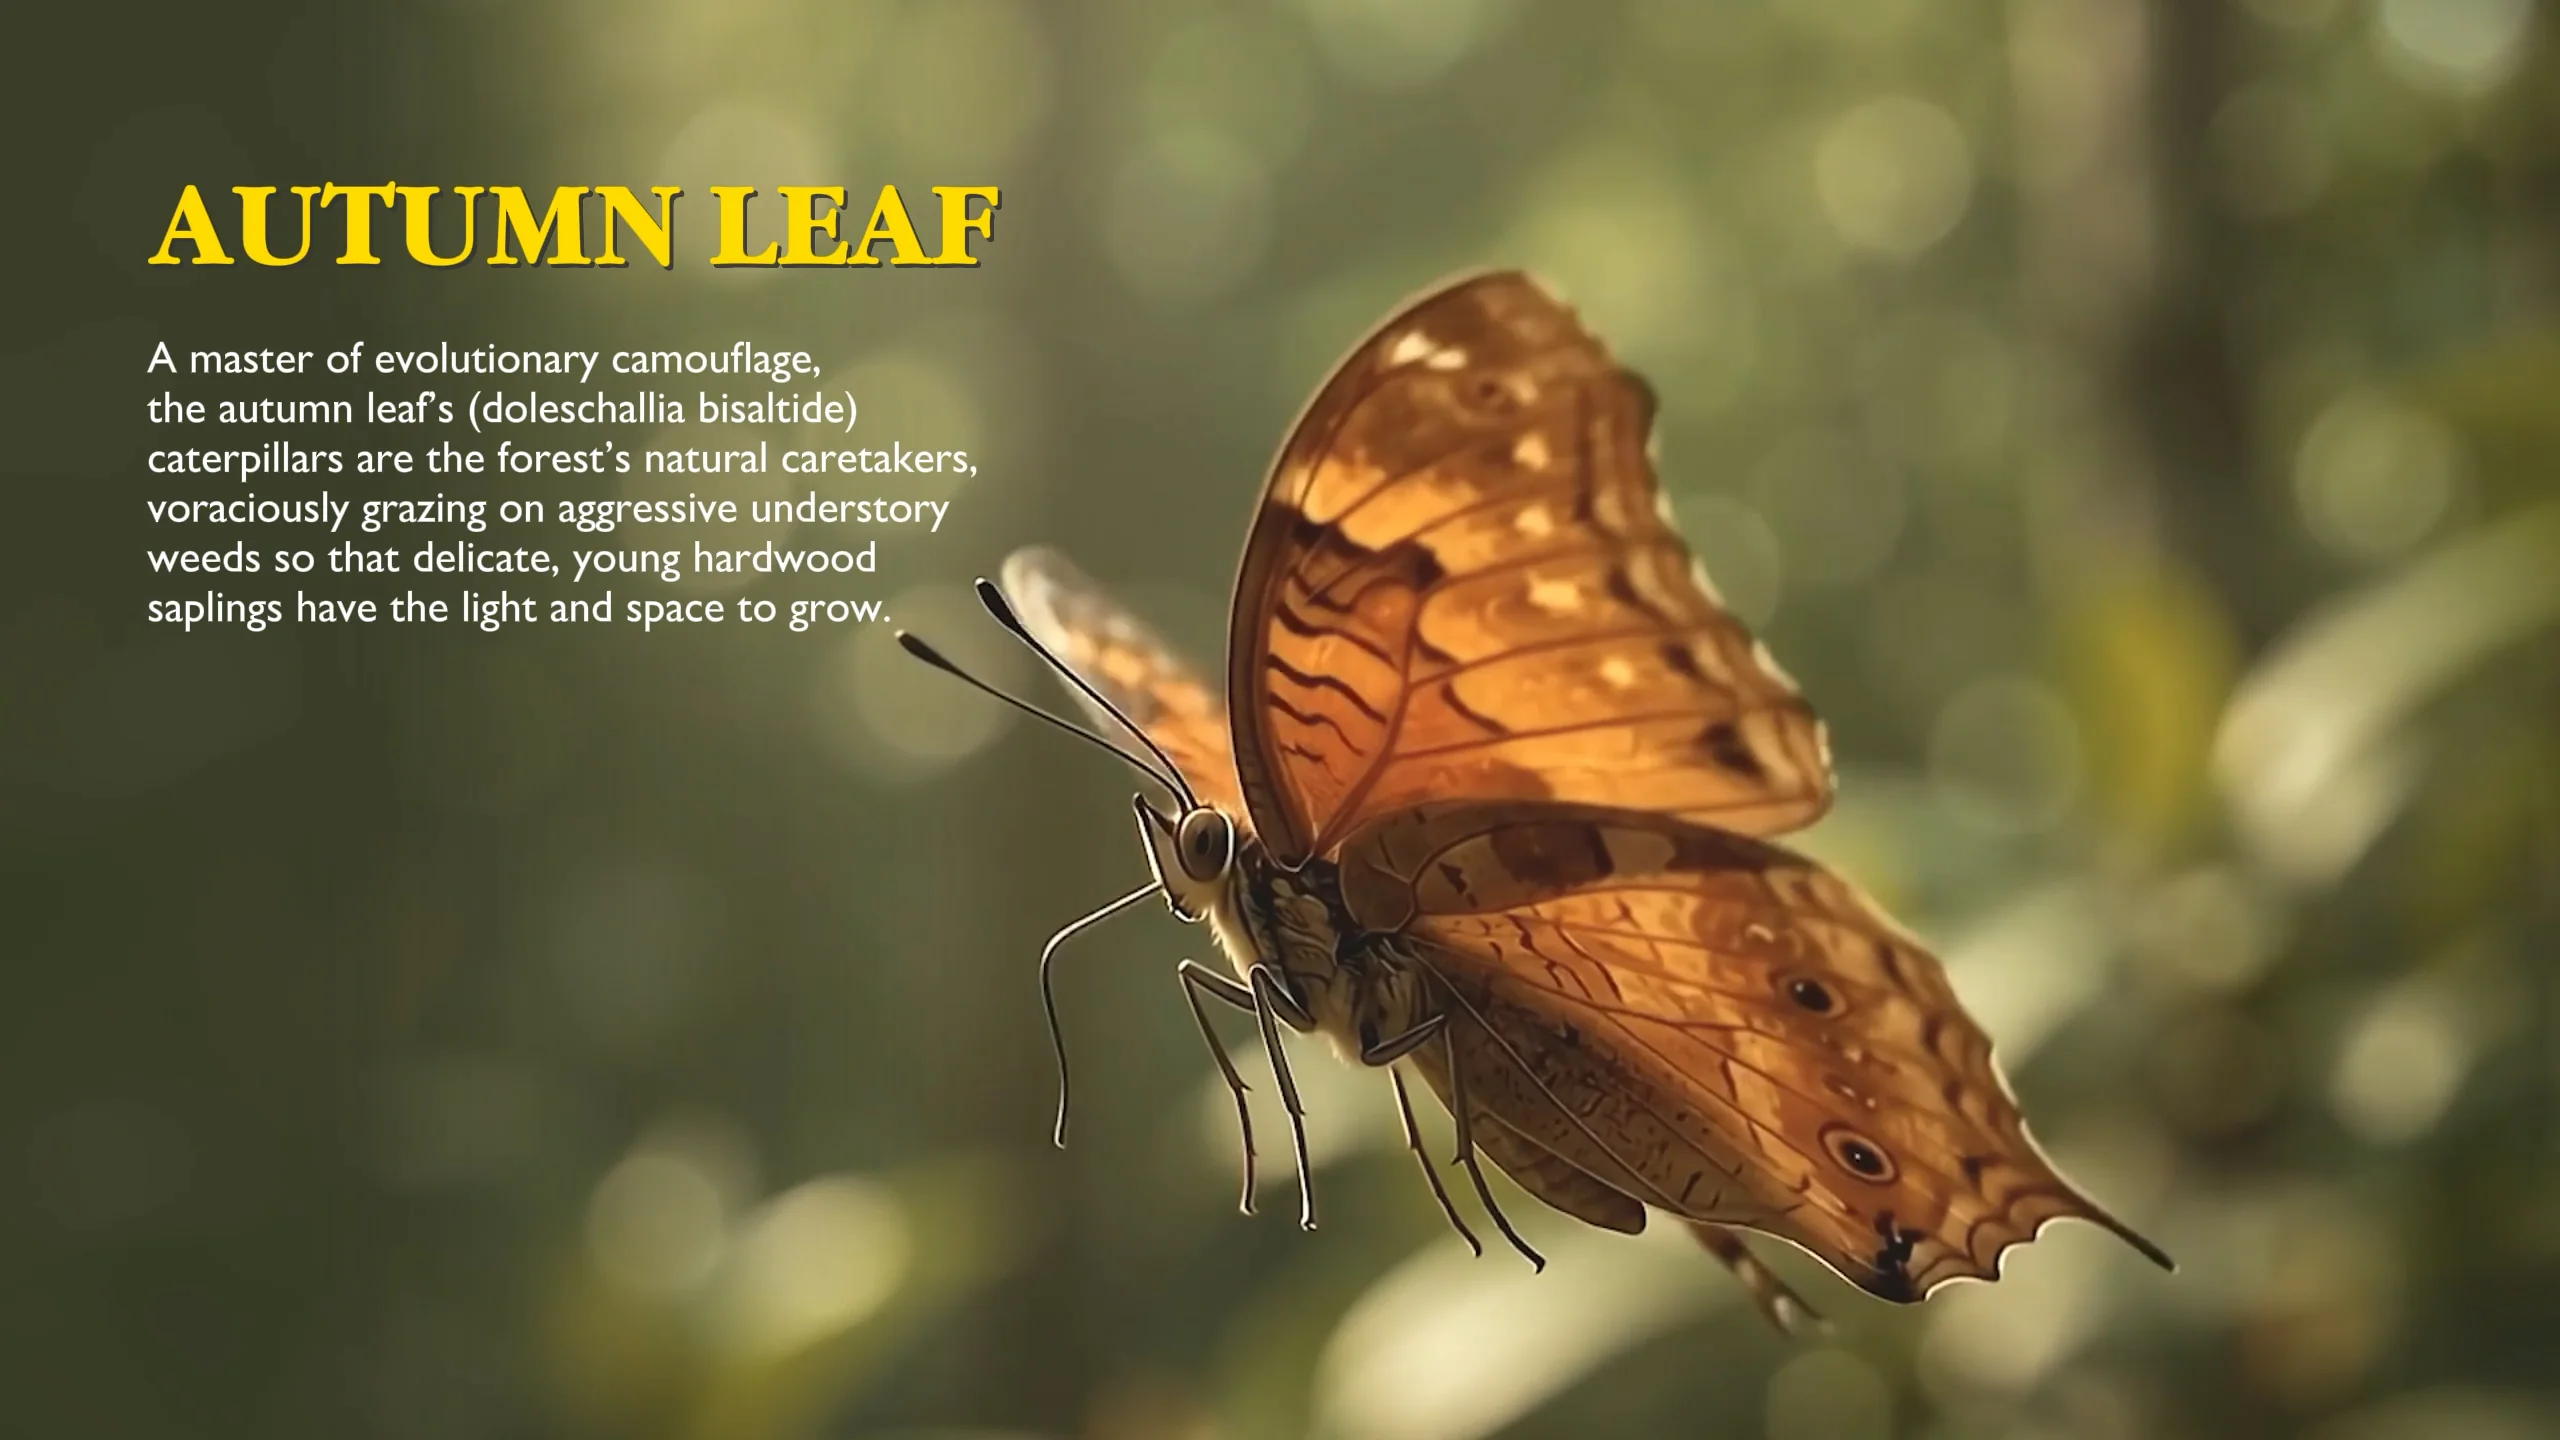 AUTUMN LEAF
A master of evolutionary camouflage,
the autumn leaf’s (doleschallia bisaltide)
caterpillars are the forest’s natural caretakers,
voraciously grazing on aggressive understory
weeds so that delicate, young hardwood
saplings have the light and space to grow.